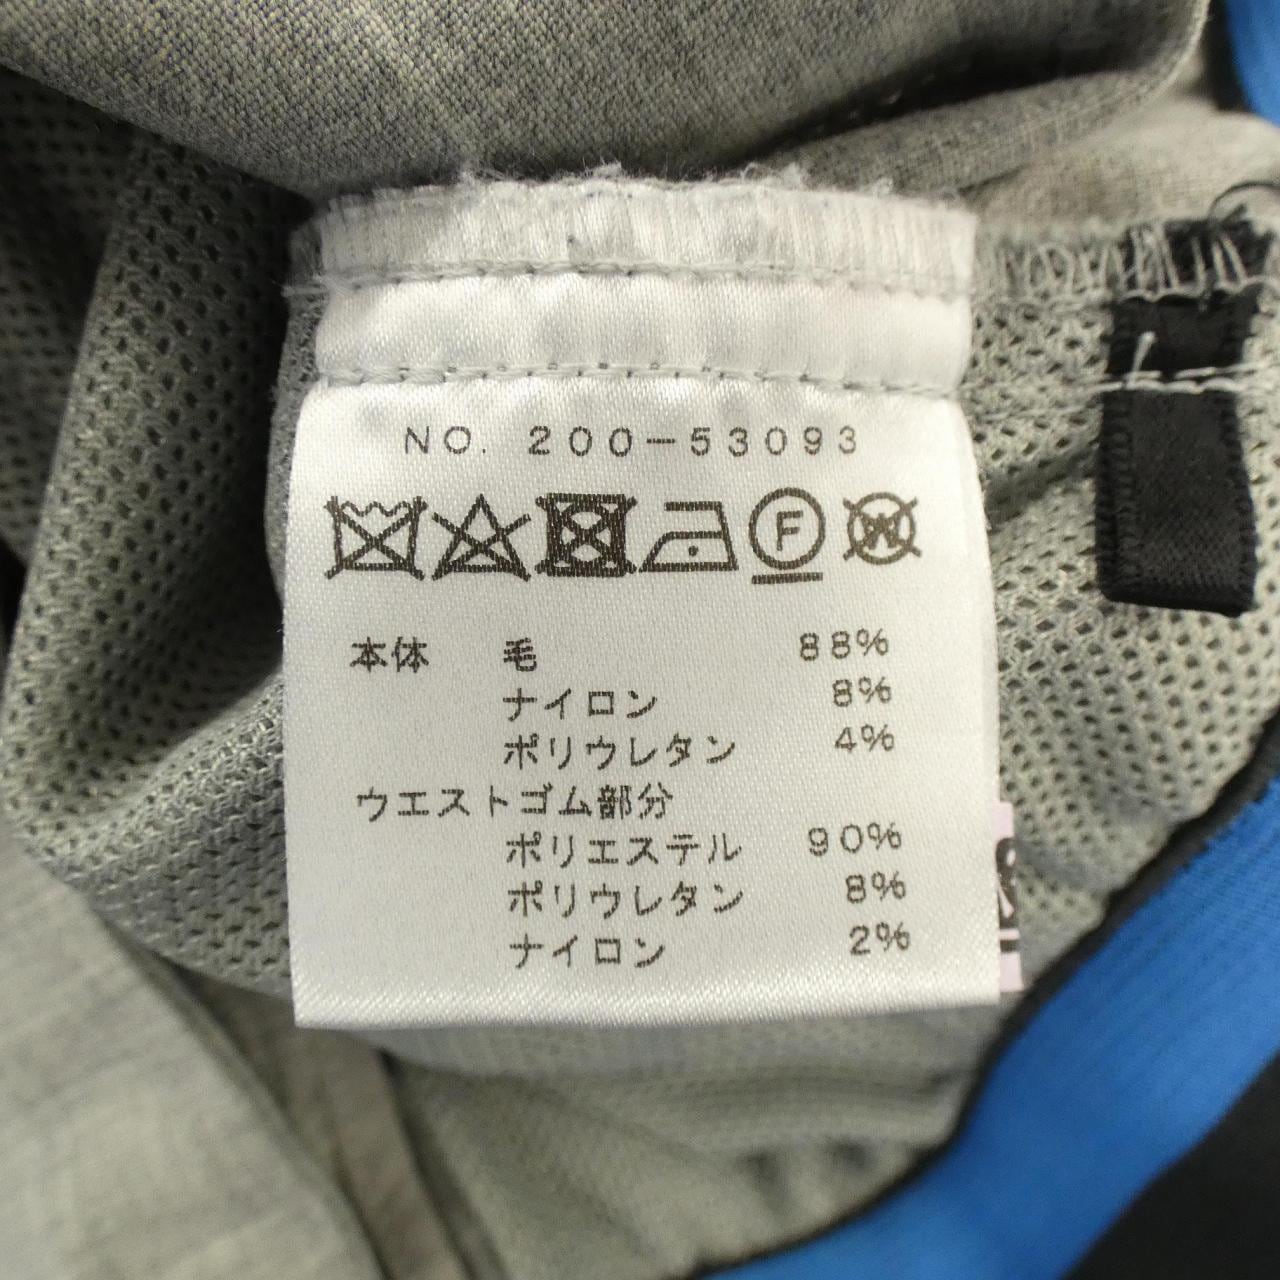 NO. 200-53093
F W
本体 毛 88%
ナイロン 8%
ポリウレタン 4%
ウエストゴム部分
ポリエステル 90%
ポリウレタン 8%
ナイロン 2%